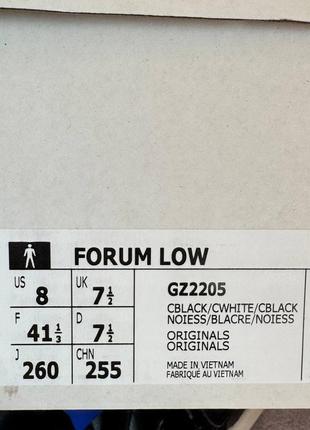 FORUM LOW
US 8 UK 7½
F 41⅓ D 7½
J 260 CHN 255
GZ2205
CBLACK/CWHITE/CBLACK
NOIESS/BLACRE/NOIESS
ORIGINALS
ORIGINALS
MADE IN VIETNAM
FABRIQUÉ AU VIETNAM